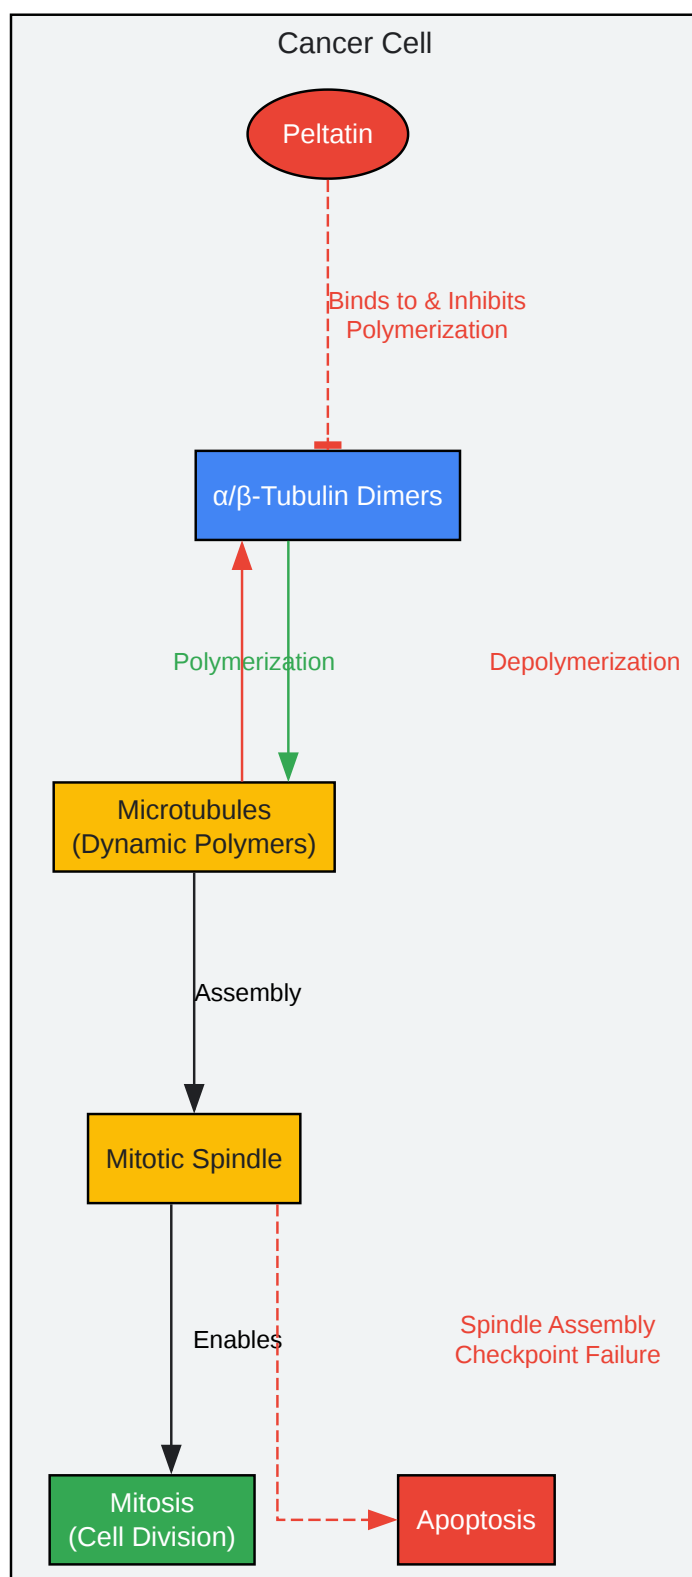 Cancer Cell
Peltatin
Binds to & Inhibits
Polymerization
α/β-Tubulin Dimers
Polymerization
Depolymerization
Microtubules
(Dynamic Polymers)
Assembly
Mitotic Spindle
Enables
Spindle Assembly
Checkpoint Failure
Mitosis
(Cell Division)
Apoptosis